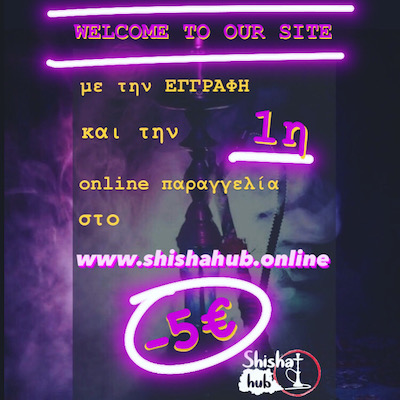 WELCOME TO OUR SITE
με την ΕΓΓΡΑΦΗ
και την 1η
online παραγγελία
στο
www.shishahub.online
-5€
Shisha
hub